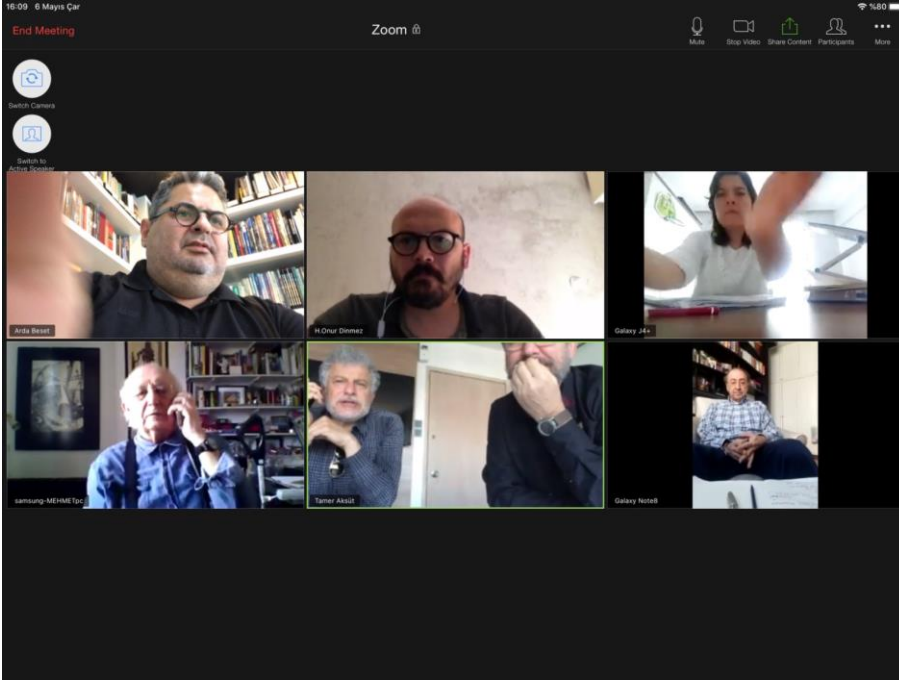 16:09 6 Mayıs Çar
%80
End Meeting
Zoom
Mute
Stop Video
Share Content
Participants
More
Switch Camera
Switch to
Active Speaker
Arda Beset
H.Onur Dinmez
Galaxy J4+
samsung-MEHMETpc
Tamer Aksüt
Galaxy Note8